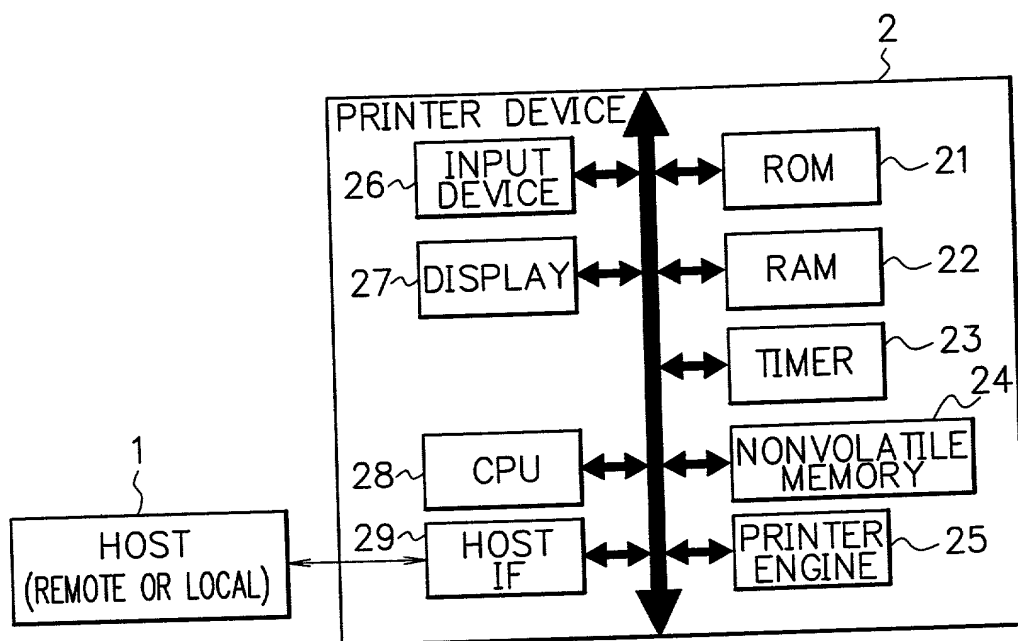 2
PRINTER DEVICE
26
INPUT
DEVICE
ROM
21
27
DISPLAY
RAM
22
TIMER
23
24
1
28
CPU
NONVOLATILE
MEMORY
HOST
(REMOTE OR LOCAL)
29
HOST
IF
PRINTER
ENGINE
25